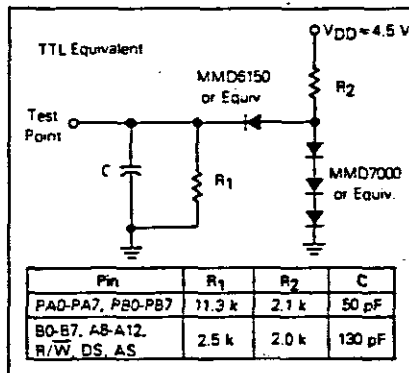 TTL Equivalent
VDD = 4.5 V
MMD6150
or Equiv
R2
Test
Point
C
R1
MMD7000
or Equiv.
Pin R1 R2 C
PA0-PA7, PB0-PB7 11.3 k 2.1 k 50 pF
B0-B7, A8-A12,
R/W̅, DS, AS 2.5 k 2.0 k 130 pF